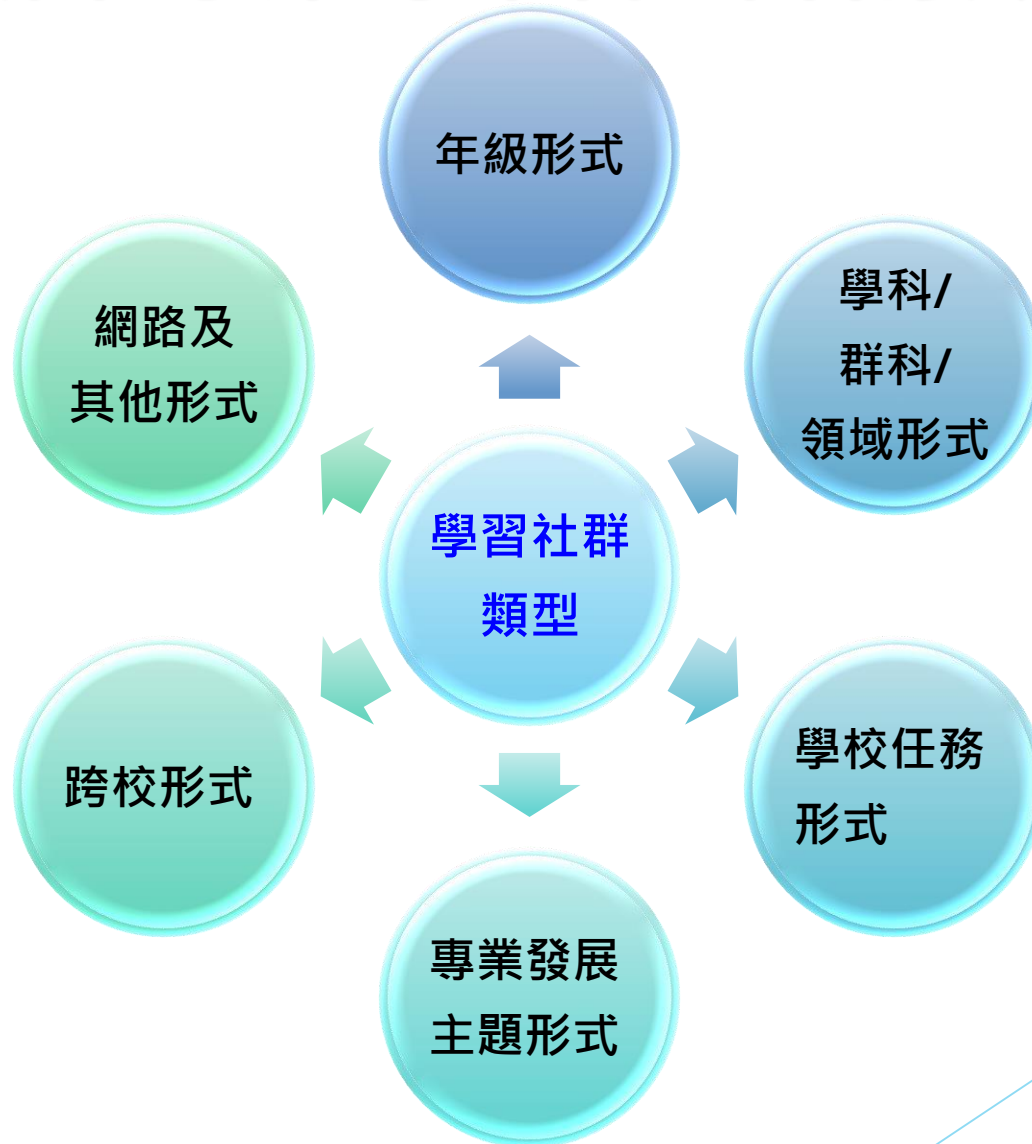 年級形式
學科/
群科/
領域形式
學校任務
形式
專業發展
主題形式
跨校形式
網路及
其他形式
學習社群
類型